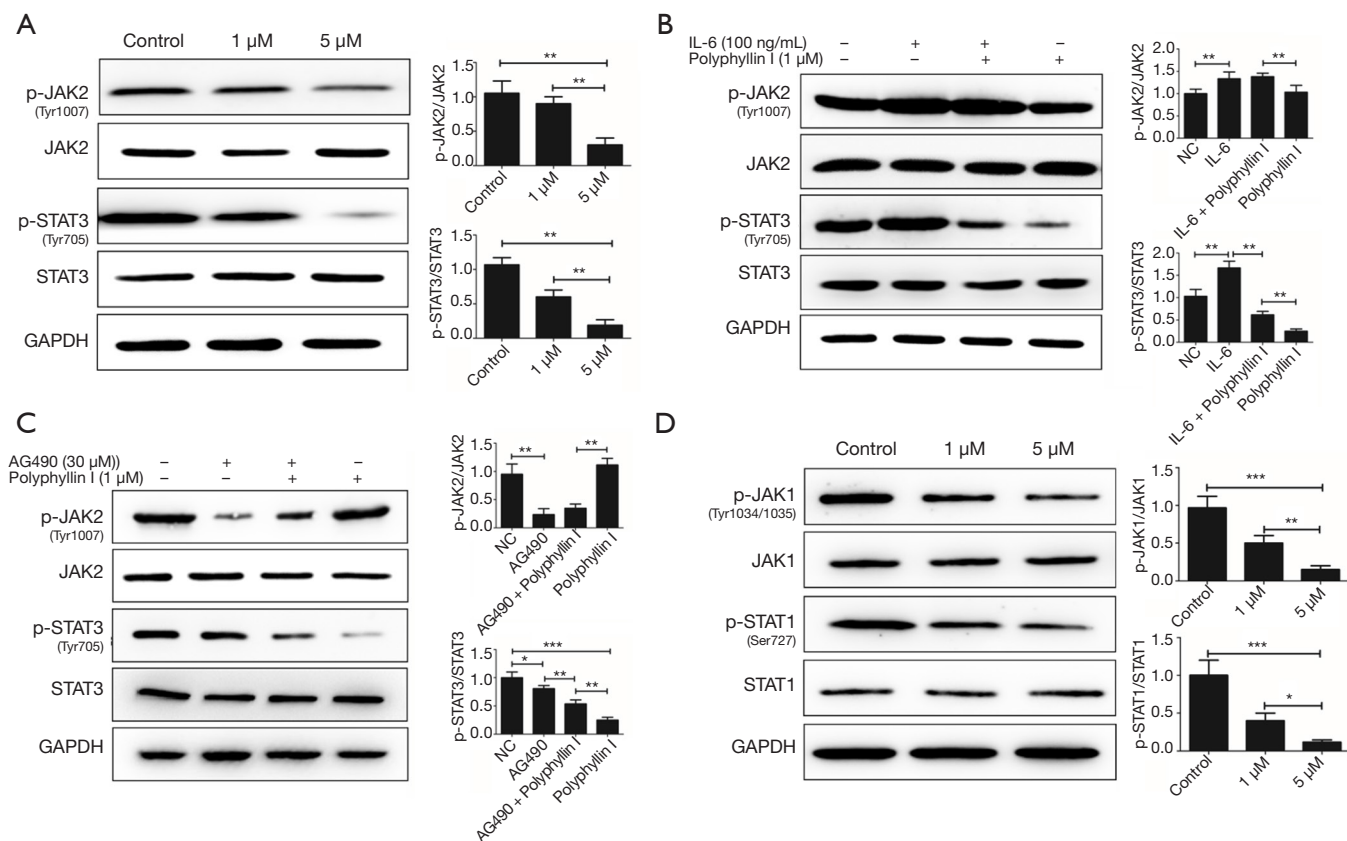 A
Control 1 µM 5 µM
p-JAK2
(Tyr1007)
JAK2
p-STAT3
(Tyr705)
STAT3
GAPDH
**
**
p-JAK2/JAK2
1.5
1.0
0.5
0.0
Control
1 µM
5 µM
**
**
p-STAT3/STAT3
1.5
1.0
0.5
0.0
Control
1 µM
5 µM
B
IL-6 (100 ng/mL) – + + –
Polyphyllin I (1 µM) – – + +
p-JAK2
(Tyr1007)
JAK2
p-STAT3
(Tyr705)
STAT3
GAPDH
** **
p-JAK2/JAK2
2.0
1.5
1.0
0.5
0.0
NC
IL-6
IL-6 + Polyphyllin I
Polyphyllin I
** **
**
p-STAT3/STAT3
2.0
1.5
1.0
0.5
0.0
NC
IL-6
IL-6 + Polyphyllin I
Polyphyllin I
C
AG490 (30 µM)) – + + –
Polyphyllin I (1 µM) – – + +
p-JAK2
(Tyr1007)
JAK2
p-STAT3
(Tyr705)
STAT3
GAPDH
** **
p-JAK2/JAK2
1.5
1.0
0.5
0.0
NC
AG490
AG490 + Polyphyllin I
Polyphyllin I
***
*
** **
p-STAT3/STAT3
1.5
1.0
0.5
0.0
NC
AG490
AG490 + Polyphyllin I
Polyphyllin I
D
Control 1 µM 5 µM
p-JAK1
(Tyr1034/1035)
JAK1
p-STAT1
(Ser727)
STAT1
GAPDH
***
**
p-JAK1/JAK1
1.5
1.0
0.5
0.0
Control
1 µM
5 µM
***
*
p-STAT1/STAT1
1.5
1.0
0.5
0.0
Control
1 µM
5 µM